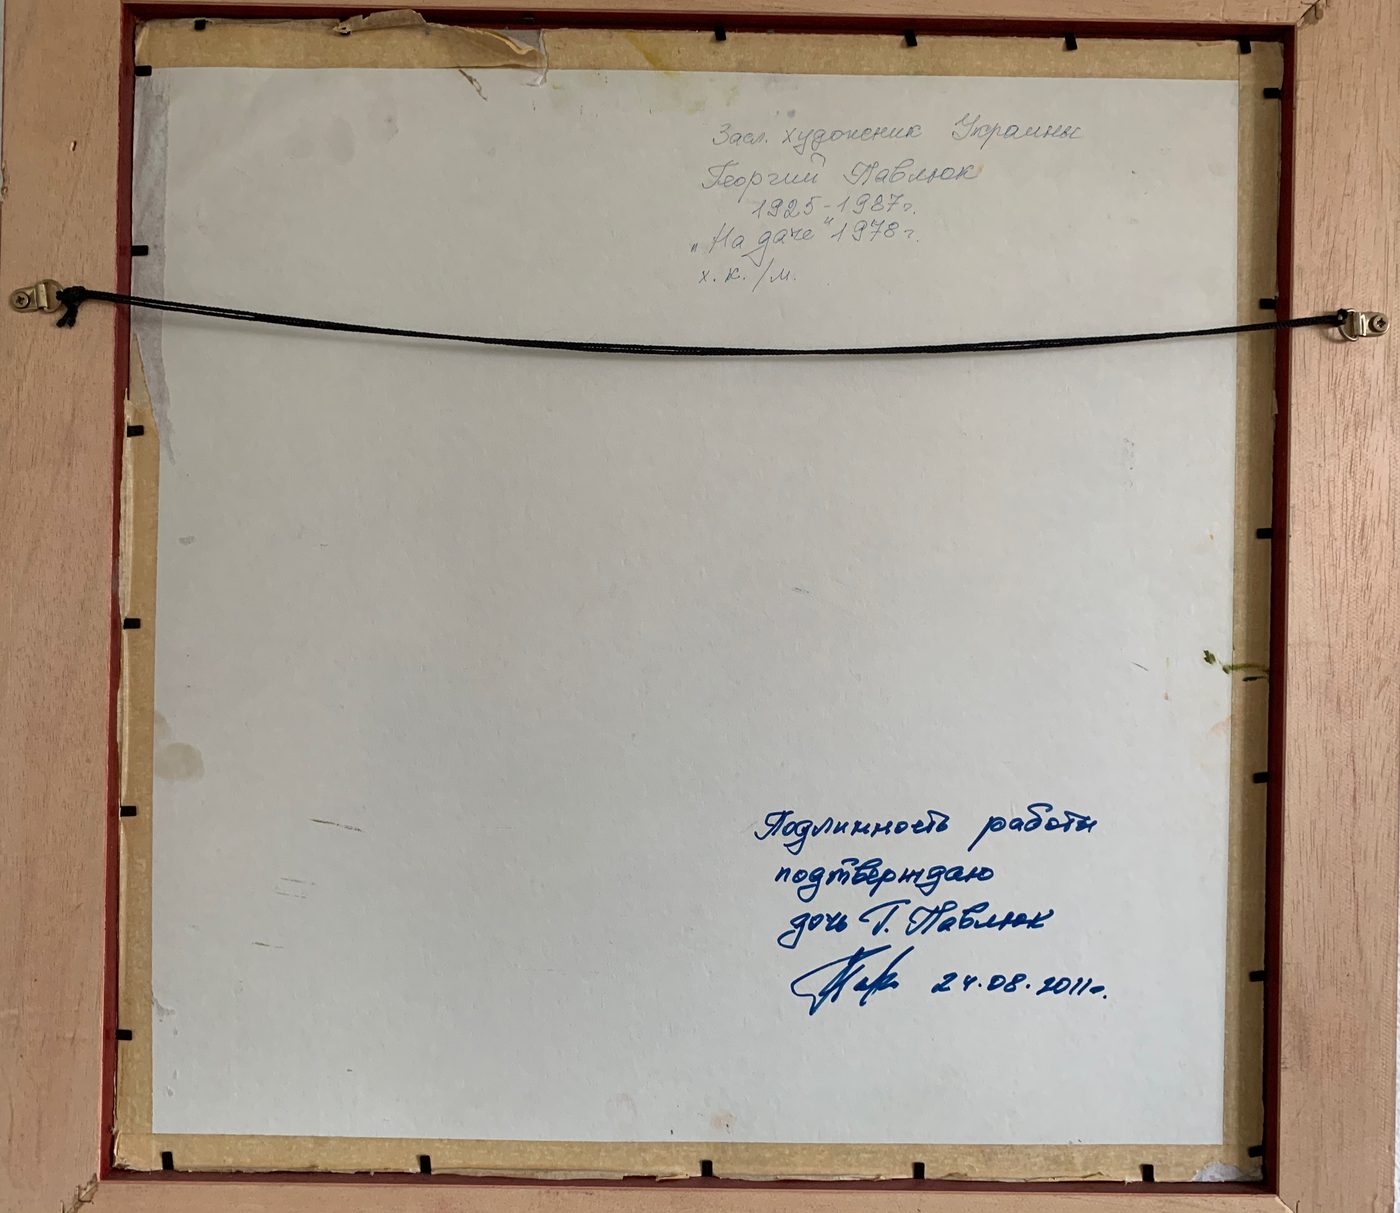 Засл. художник Украины
Георгий Павлюк
1925-1987г.
„На даче" 1978г.
х. к. /м.
Подлинность работы
подтверждаю
дочь Г. Павлюк
24.08.2011г.